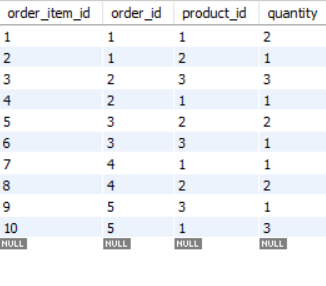 order_item_id order_id product_id quantity
1 1 1 2
2 1 2 1
3 2 3 3
4 2 1 1
5 3 2 2
6 3 3 1
7 4 1 1
8 4 2 2
9 5 3 1
10 5 1 3
NULL NULL NULL NULL